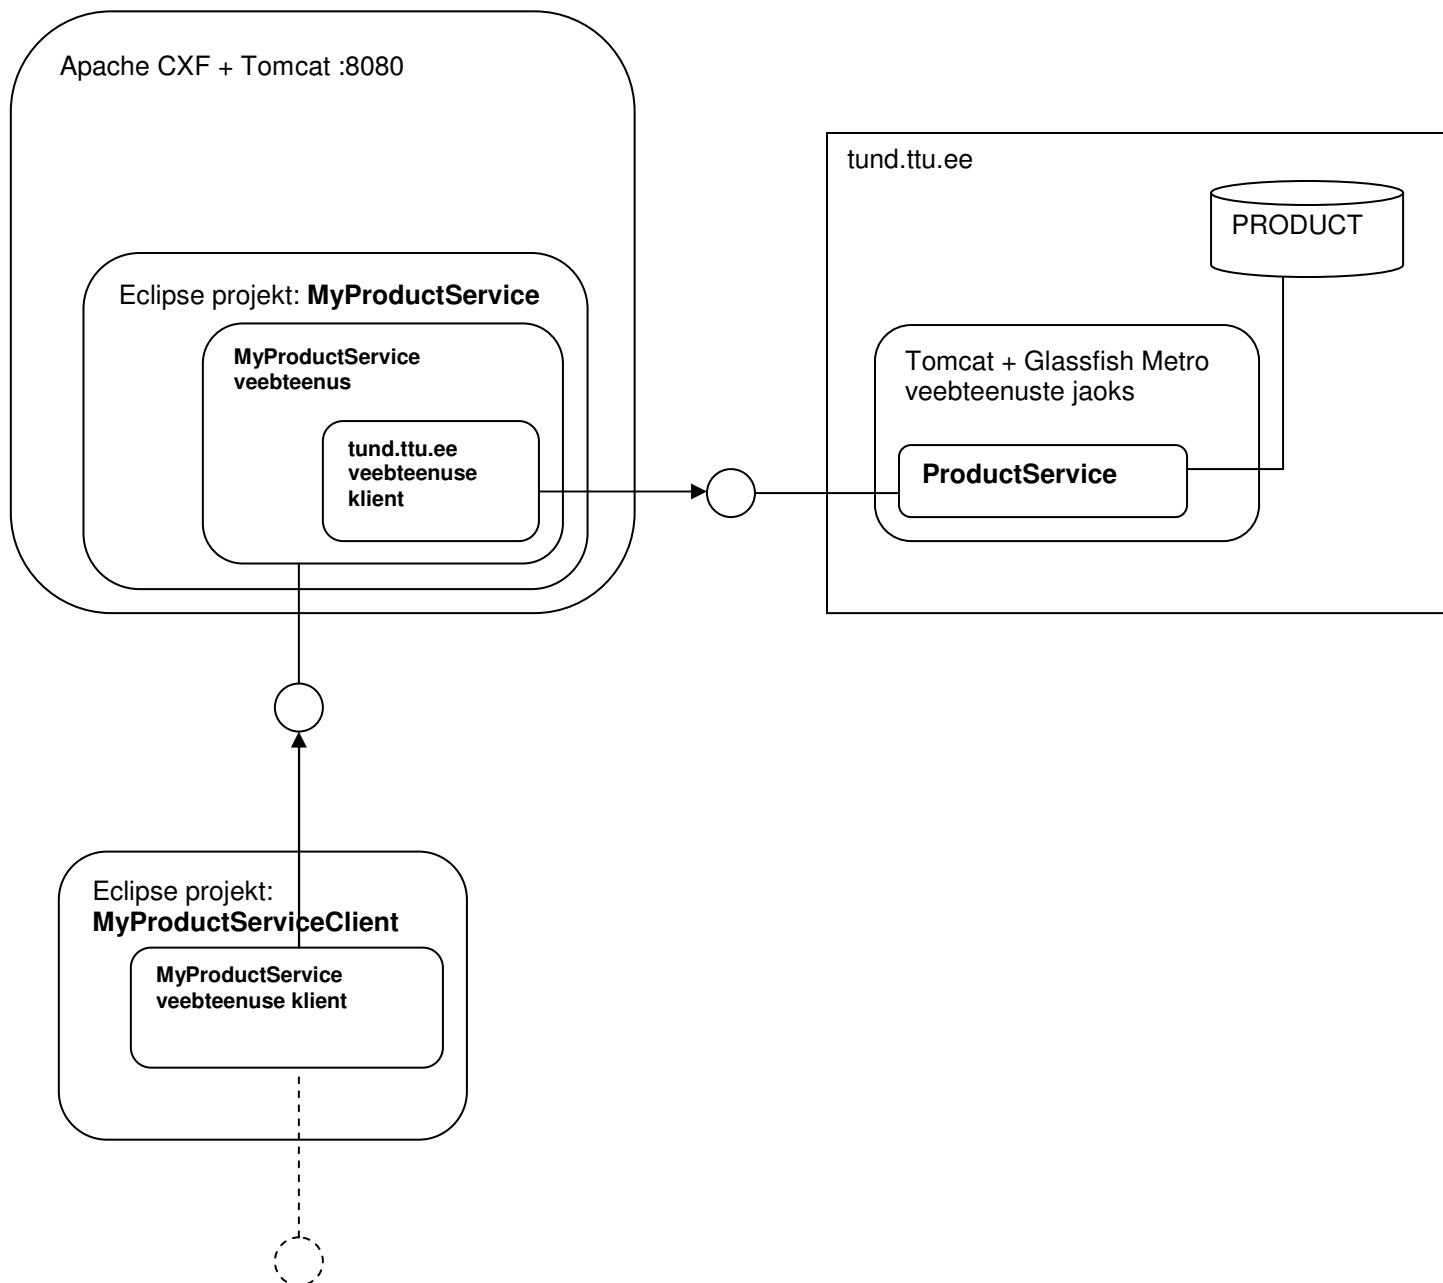 Apache CXF + Tomcat :8080
Eclipse projekt: MyProductService
MyProductService
veebteenus
tund.ttu.ee
veebteenuse
klient
tund.ttu.ee
PRODUCT
Tomcat + Glassfish Metro
veebteenuste jaoks
ProductService
Eclipse projekt:
MyProductServiceClient
MyProductService
veebteenuse klient